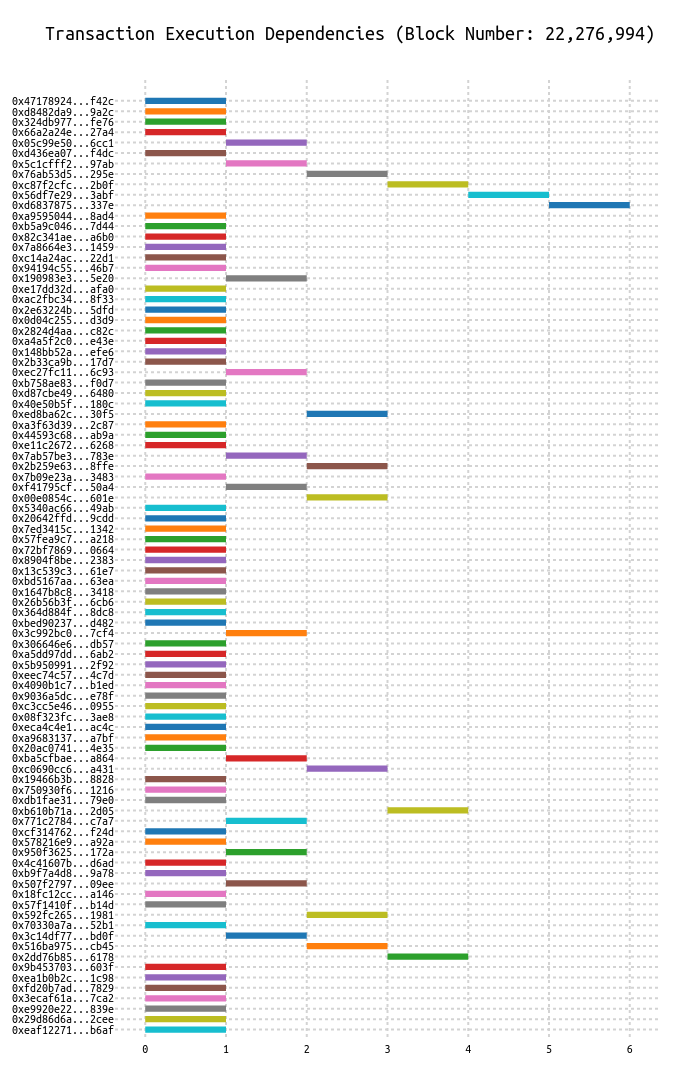 Transaction Execution Dependencies (Block Number: 22,276,994)
0x47178924...f42c
0xd8482da9...9a2c
0x324db977...fe76
0x66a2a24e...27a4
0x05c99e50...6cc1
0xd436ea07...f4dc
0x5c1cfff2...97ab
0x76ab53d5...295e
0xc87f2cfc...2b0f
0x56df7e29...3abf
0xd6837875...337e
0xa9595044...8ad4
0xb5a9c046...7d44
0x82c341ae...a6b0
0x7a8664e3...1459
0xc14a24ac...22d1
0x94194c55...46b7
0x190983e3...5e20
0xe17dd32d...afa0
0xac2fbc34...8f33
0x2e63224b...5dfd
0x0d04c255...d3d9
0x2824d4aa...c82c
0xa4a5f2c0...e43e
0x148bb52a...efe6
0x2b33ca9b...17d7
0xec27fc11...6c93
0xb758ae83...f0d7
0xd87cbe49...6480
0x40e50b5f...180c
0xed8ba62c...30f5
0xa3f63d39...2c87
0x44593c68...ab9a
0xe11c2672...6268
0x7ab57be3...783e
0x2b259e63...8ffe
0x7b09e23a...3483
0xf41795cf...50a4
0x00e0854c...601e
0x5340ac66...49ab
0x20642ffd...9cdd
0x7ed3415c...1342
0x57fea9c7...a218
0x72bf7869...0664
0x8904f8be...2383
0x13c539c3...61e7
0xbd5167aa...63ea
0x1647b8c8...3418
0x26b56b3f...6cb6
0x364d884f...8dc8
0xbed90237...d482
0x3c992bc0...7cf4
0x306646e6...db57
0xa5dd97dd...6ab2
0x5b950991...2f92
0xeec74c57...4c7d
0x4090b1c7...b1ed
0x9036a5dc...e78f
0xc3cc5e46...0955
0x08f323fc...3ae8
0xeca4c4e1...ac4c
0xa9683137...a7bf
0x20ac0741...4e35
0xba5cfbae...a864
0xc0690cc6...a431
0x19466b3b...8828
0x750930f6...1216
0xdb1fae31...79e0
0xb610b71a...2d05
0x771c2784...c7a7
0xcf314762...f24d
0x578216e9...a92a
0x950f3625...172a
0x4c41607b...d6ad
0xb9f7a4d8...9a78
0x507f2797...09ee
0x18fc12cc...a146
0x57f1410f...b14d
0x592fc265...1981
0x70330a7a...52b1
0x3c14df77...bd0f
0x516ba975...cb45
0x2dd76b85...6178
0x9b453703...603f
0xea1b0b2c...1c98
0xfd20b7ad...7829
0x3ecaf61a...7ca2
0xe9920e22...839e
0x29d86d6a...2cee
0xeaf12271...b6af
0 1 2 3 4 5 6